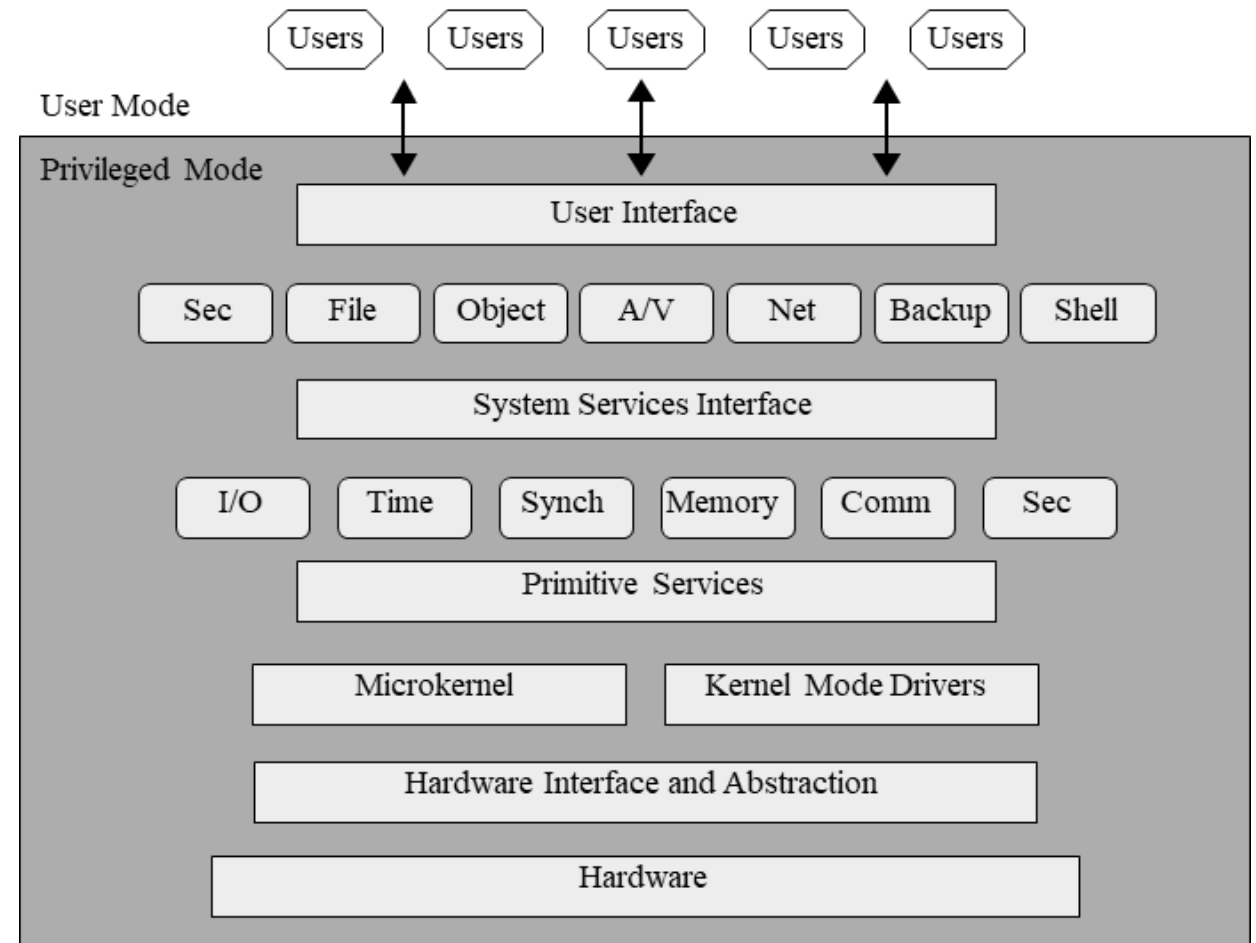 Users Users Users Users Users
User Mode
Privileged Mode
User Interface
Sec File Object A/V Net Backup Shell
System Services Interface
I/O Time Synch Memory Comm Sec
Primitive Services
Microkernel Kernel Mode Drivers
Hardware Interface and Abstraction
Hardware